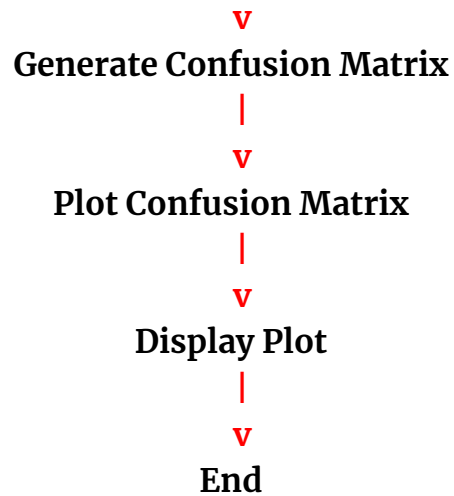 v
Generate Confusion Matrix
|
v
Plot Confusion Matrix
|
v
Display Plot
|
v
End